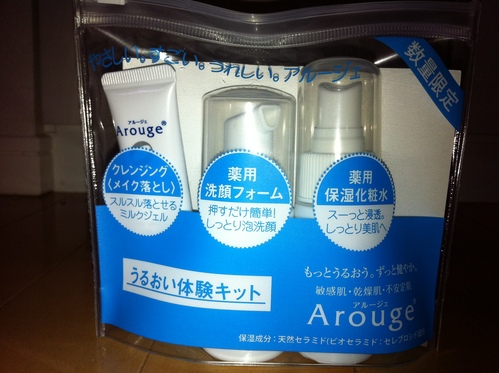 やさしい。すごい。うれしい。アルージェ
数量限定
アルージェ
Arouge
クレンジング
〈メイク落とし〉
スルスル落とせる
ミルクジェル
薬用
洗顔フォーム
押すだけ簡単!
しっとり泡洗顔
薬用
保湿化粧水
スーっと浸透。
しっとり美肌へ
うるおい体験キット
もっとうるおう。ずっと健やか。
敏感肌・乾燥肌・不安定肌
アルージェ
Arouge
保湿成分:天然セラミド(ビオセラミド:セレブロシド